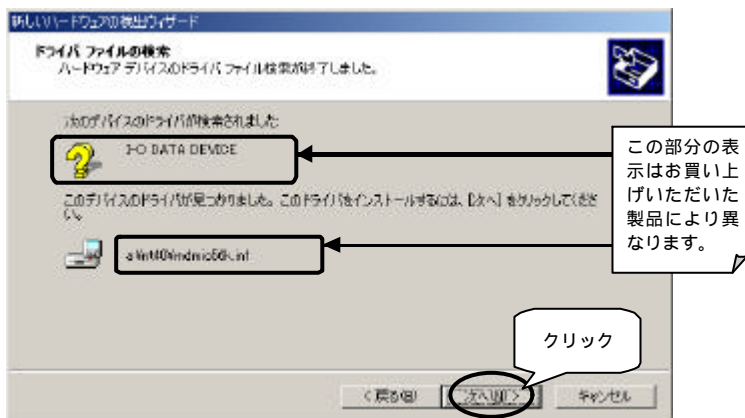 新しいハードウェアの検出ウィザード
ドライバ ファイルの検索
ハードウェア デバイスのドライバ ファイル検索が終了しました。
次のデバイスのドライバが検索されました:
I-O DATA DEVICE
このデバイスのドライバが見つかりました。このドライバをインストールするには、[次へ] をクリックしてくださ
い。
この部分の表
示はお買い上
げいただいた
製品により異
なります。
クリック
< 戻る(B)
次へ(N) >
キャンセル